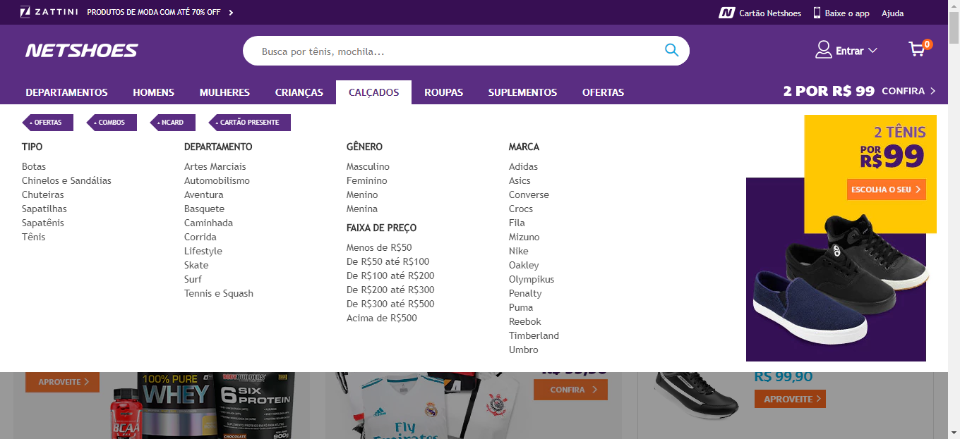 ZATTINI PRODUTOS DE MODA COM ATÉ 70% OFF
Cartão Netshoes Baixe o app Ajuda
NETSHOES
Busca por tênis, mochila...
Entrar
0
DEPARTAMENTOS HOMENS MULHERES CRIANÇAS CALÇADOS ROUPAS SUPLEMENTOS OFERTAS
2 POR R$ 99 CONFIRA
OFERTAS COMBOS NCARD CARTÃO PRESENTE
TIPO
Botas
Chinelos e Sandálias
Chuteiras
Sapatilhas
Sapatênis
Tênis
DEPARTAMENTO
Artes Marciais
Automobilismo
Aventura
Basquete
Caminhada
Corrida
Lifestyle
Skate
Surf
Tennis e Squash
GÊNERO
Masculino
Feminino
Menino
Menina
FAIXA DE PREÇO
Menos de R$50
De R$50 até R$100
De R$100 até R$200
De R$200 até R$300
De R$300 até R$500
Acima de R$500
MARCA
Adidas
Asics
Converse
Crocs
Fila
Mizuno
Nike
Oakley
Olympikus
Penalty
Puma
Reebok
Timberland
Umbro
2 TÊNIS
POR
R$99
ESCOLHA O SEU
APROVEITE
100% PURE
WHEY
BCAA
6 SIX
PROTEIN
CHOCOLATE
900g
Fly
Emirates
CONFIRA
R$ 99,90
APROVEITE